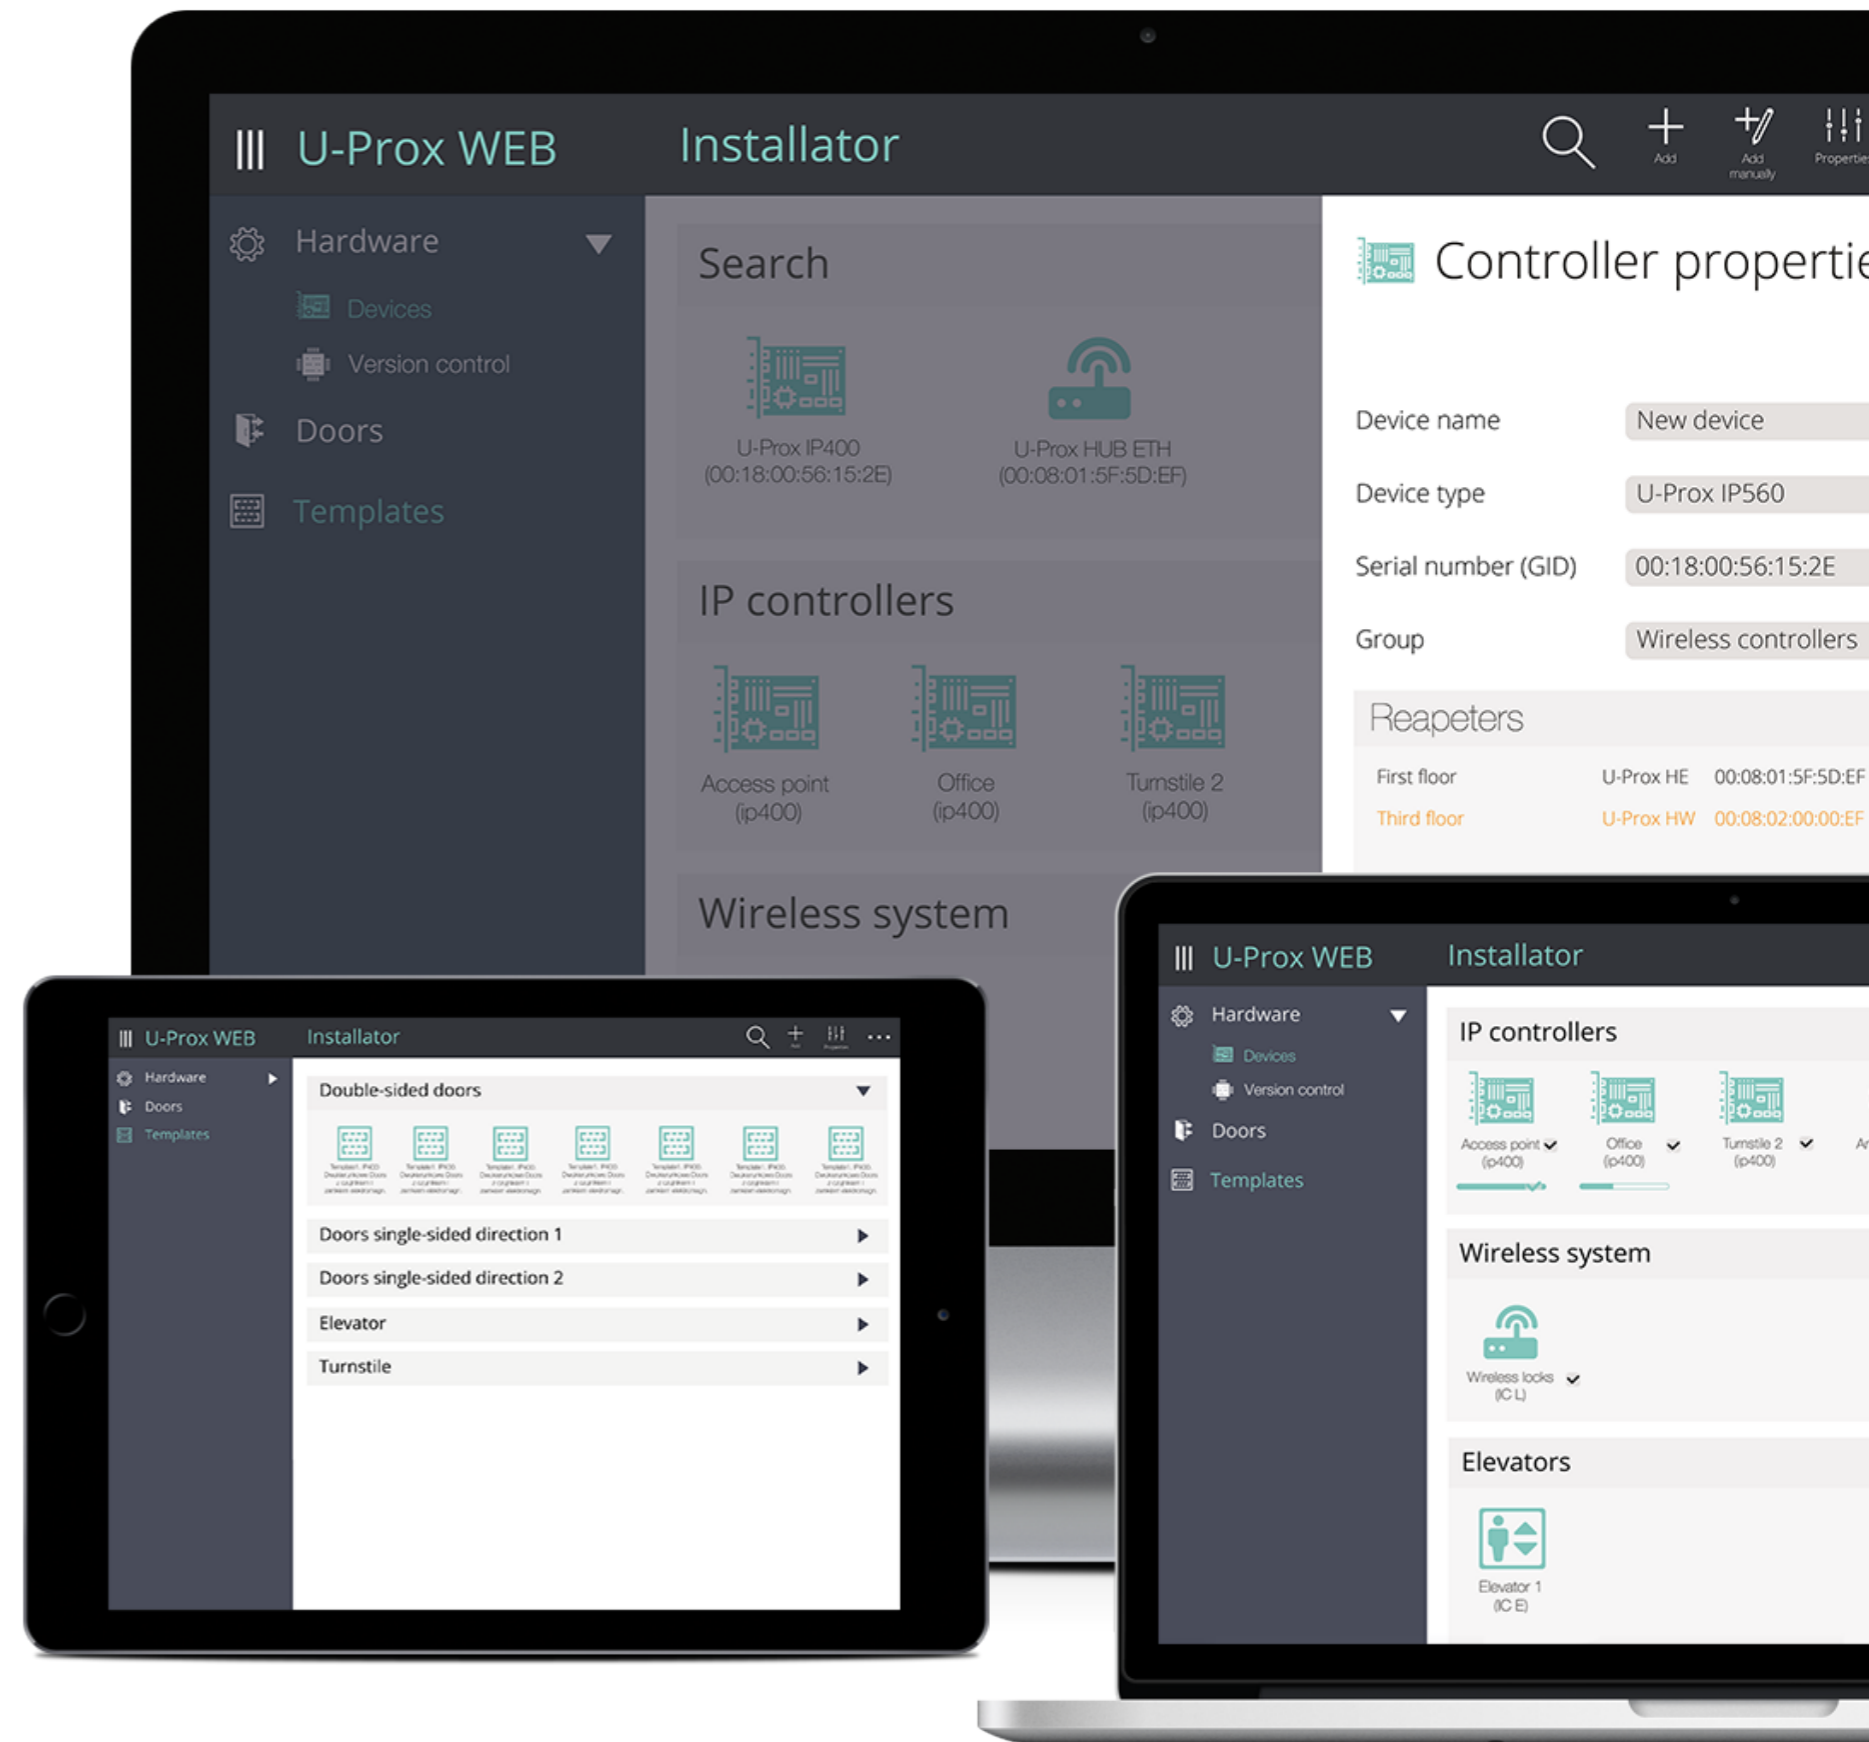 U-Prox WEB
Installator
Add
Add
manually
Hardware
Devices
Version control
Doors
Templates
Search
U-Prox IP400
(00:18:00:56:15:2E)
U-Prox HUB ETH
(00:08:01:5F:5D:EF)
IP controllers
Access point
(ip400)
Office
(ip400)
Turnstile 2
(ip400)
Wireless system
Controller
Device name
New device
Device type
U-Prox IP560
Serial number (GID)
00:18:00:56:15:2E
Group
Wireless controllers
Reapeters
First floor U-Prox HE 00:08:01:5F:5D:EF
Third floor U-Prox HW 00:08:02:00:00:EF
U-Prox WEB
Installator
Hardware
Doors
Templates
Double-sided doors
Doors single-sided direction 1
Doors single-sided direction 2
Elevator
Turnstile
U-Prox WEB
Installator
Hardware
Devices
Version control
Doors
Templates
IP controllers
Access point
(ip400)
Office
(ip400)
Turnstile 2
(ip400)
Wireless system
Wireless locks
(IC L)
Elevators
Elevator 1
(IC E)